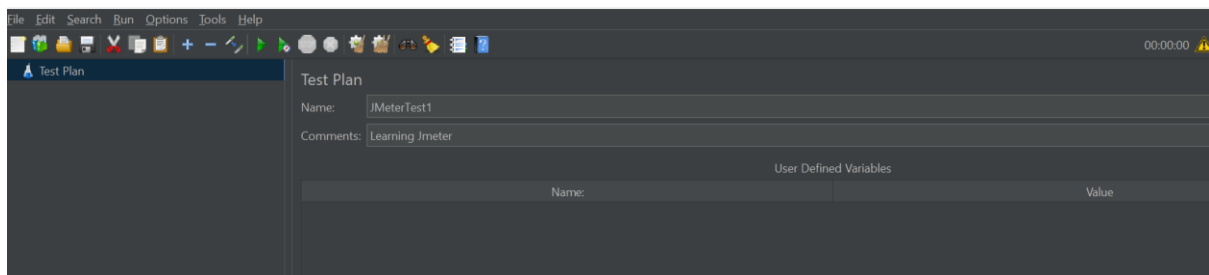 File Edit Search Run Options Tools Help
00:00:00
Test Plan
Test Plan
Name: JMeterTest1
Comments: Learning Jmeter
User Defined Variables
Name: Value